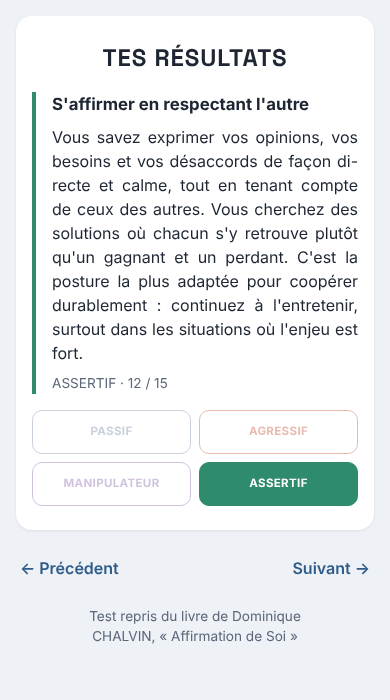 TES RÉSULTATS
S'affirmer en respectant l'autre
Vous savez exprimer vos opinions, vos
besoins et vos désaccords de façon di-
recte et calme, tout en tenant compte
de ceux des autres. Vous cherchez des
solutions où chacun s'y retrouve plutôt
qu'un gagnant et un perdant. C'est la
posture la plus adaptée pour coopérer
durablement : continuez à l'entretenir,
surtout dans les situations où l'enjeu est
fort.
ASSERTIF · 12 / 15
PASSIF
AGRESSIF
MANIPULATEUR
ASSERTIF
← Précédent
Suivant →
Test repris du livre de Dominique
CHALVIN, « Affirmation de Soi »